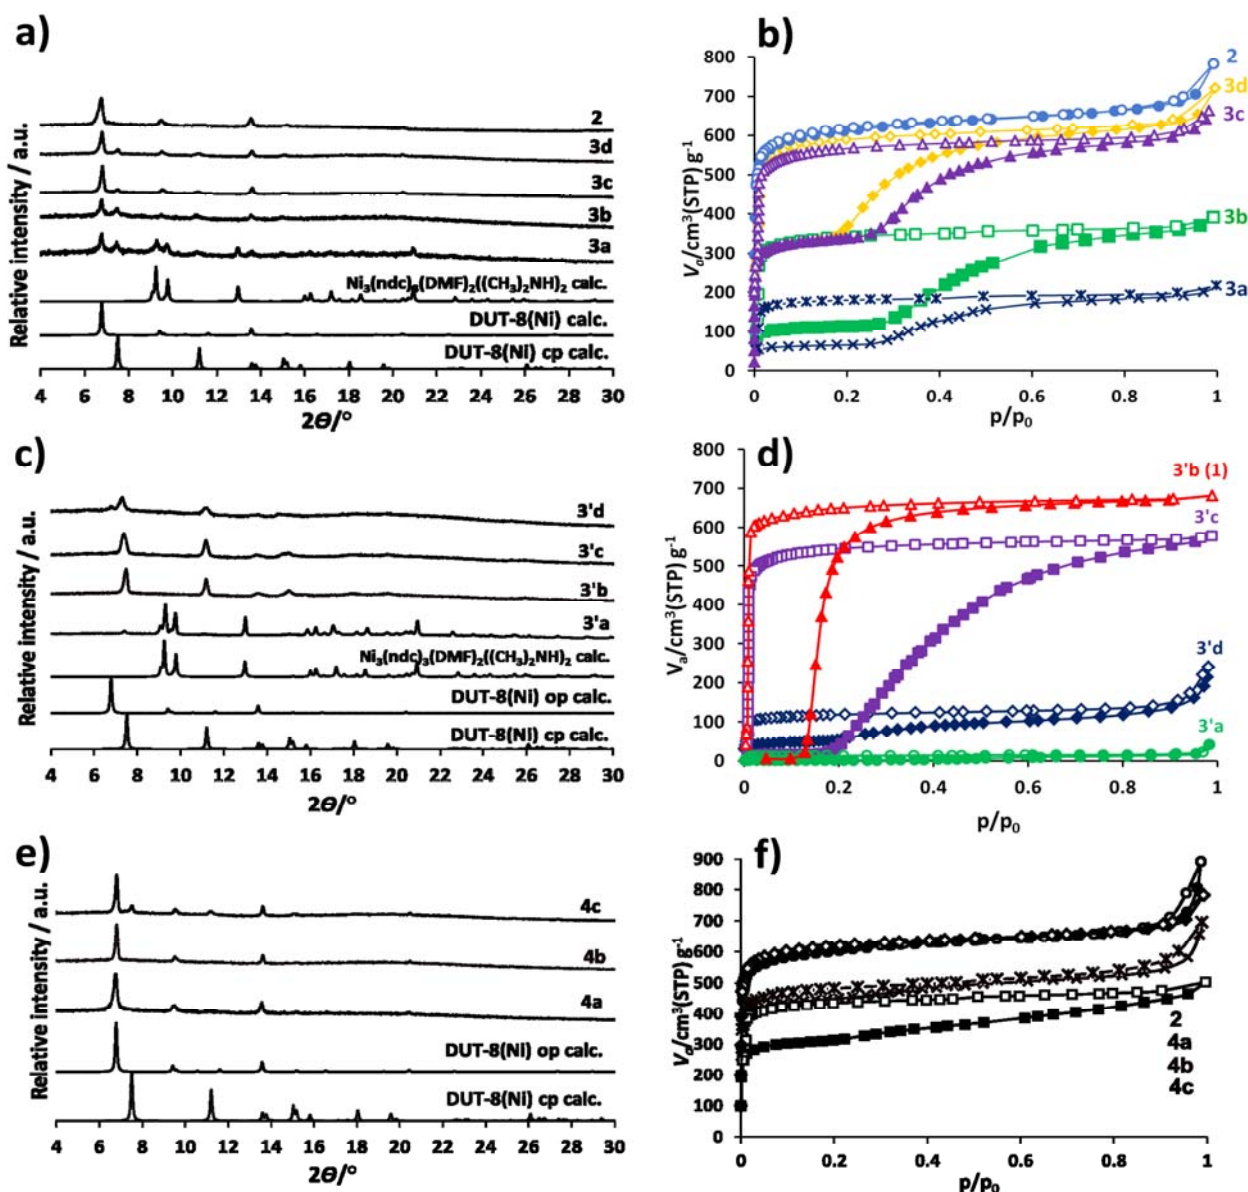 a)
Relative intensity / a.u.
2
3d
3c
3b
3a
Ni₃(ndc)₃(DMF)₂((CH₃)₂NH)₂ calc.
DUT-8(Ni) calc.
DUT-8(Ni) cp calc.
4 6 8 10 12 14 16 18 20 22 24 26 28 30
2Θ/°
b)
Vₐ/cm³(STP) g⁻¹
800
700
600
500
400
300
200
100
0
2
3d
3c
3b
3a
0 0.2 0.4 0.6 0.8 1
p/p₀
c)
Relative intensity / a.u.
3'd
3'c
3'b
3'a
Ni₃(ndc)₃(DMF)₂((CH₃)₂NH)₂ calc.
DUT-8(Ni) op calc.
DUT-8(Ni) cp calc.
4 6 8 10 12 14 16 18 20 22 24 26 28 30
2Θ/°
d)
Vₐ/cm³(STP) g⁻¹
800
700
600
500
400
300
200
100
0
3'b (1)
3'c
3'd
3'a
0 0.2 0.4 0.6 0.8 1
p/p₀
e)
Relative intensity / a.u.
4c
4b
4a
DUT-8(Ni) op calc.
DUT-8(Ni) cp calc.
4 6 8 10 12 14 16 18 20 22 24 26 28 30
2Θ/°
f)
Vₐ/cm³(STP) g⁻¹
900
800
700
600
500
400
300
200
100
0
2
4a
4b
4c
0 0.2 0.4 0.6 0.8 1
p/p₀